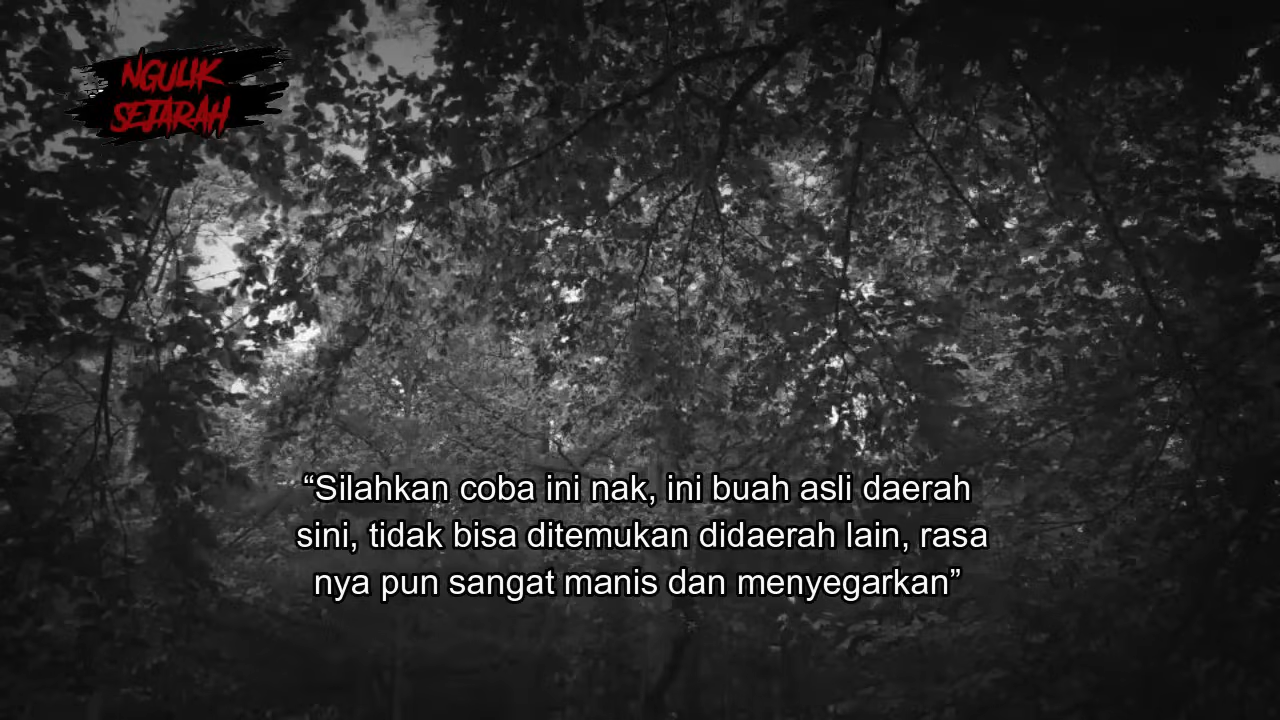 NGULIK
SEJARAH
“Silahkan coba ini nak, ini buah asli daerah
sini, tidak bisa ditemukan didaerah lain, rasa
nya pun sangat manis dan menyegarkan”